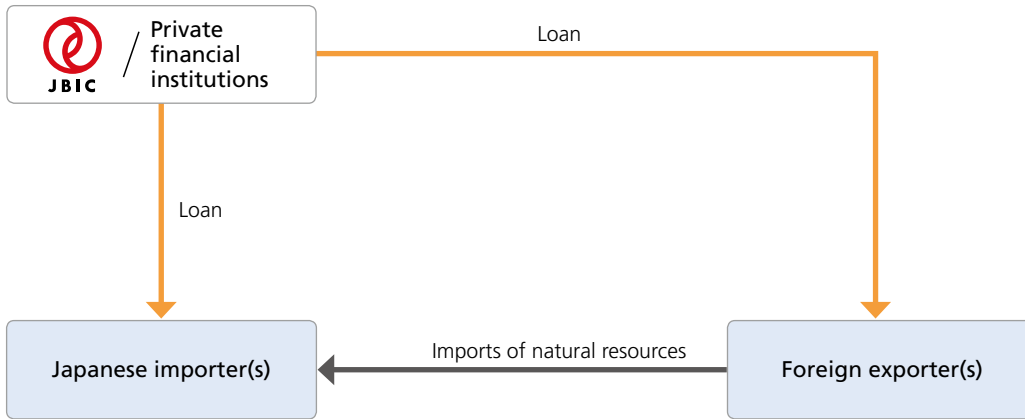 JBIC
/
Private
financial
institutions
Loan
Loan
Imports of natural resources
Japanese importer(s)
Foreign exporter(s)